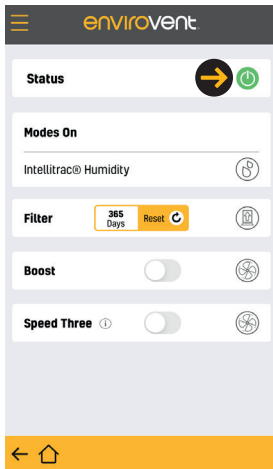 envirovent
Status
Modes On
Intellitrac® Humidity
Filter
365
Days
Reset
Boost
Speed Three